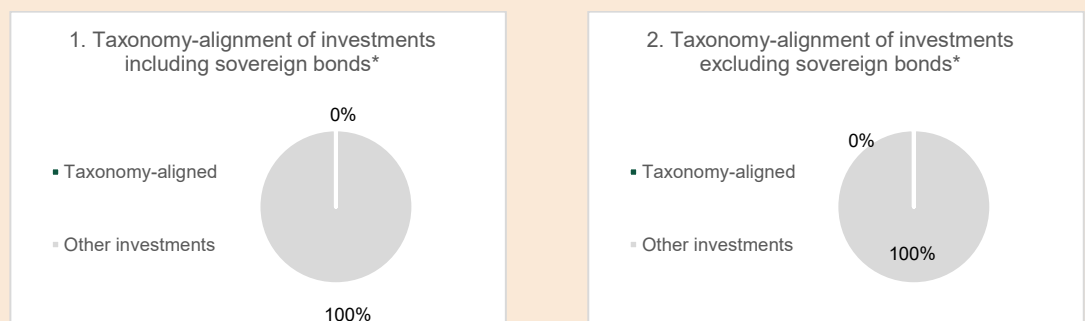 1. Taxonomy-alignment of investments
including sovereign bonds*
0%
Taxonomy-aligned
Other investments
100%
2. Taxonomy-alignment of investments
excluding sovereign bonds*
0%
Taxonomy-aligned
Other investments
100%